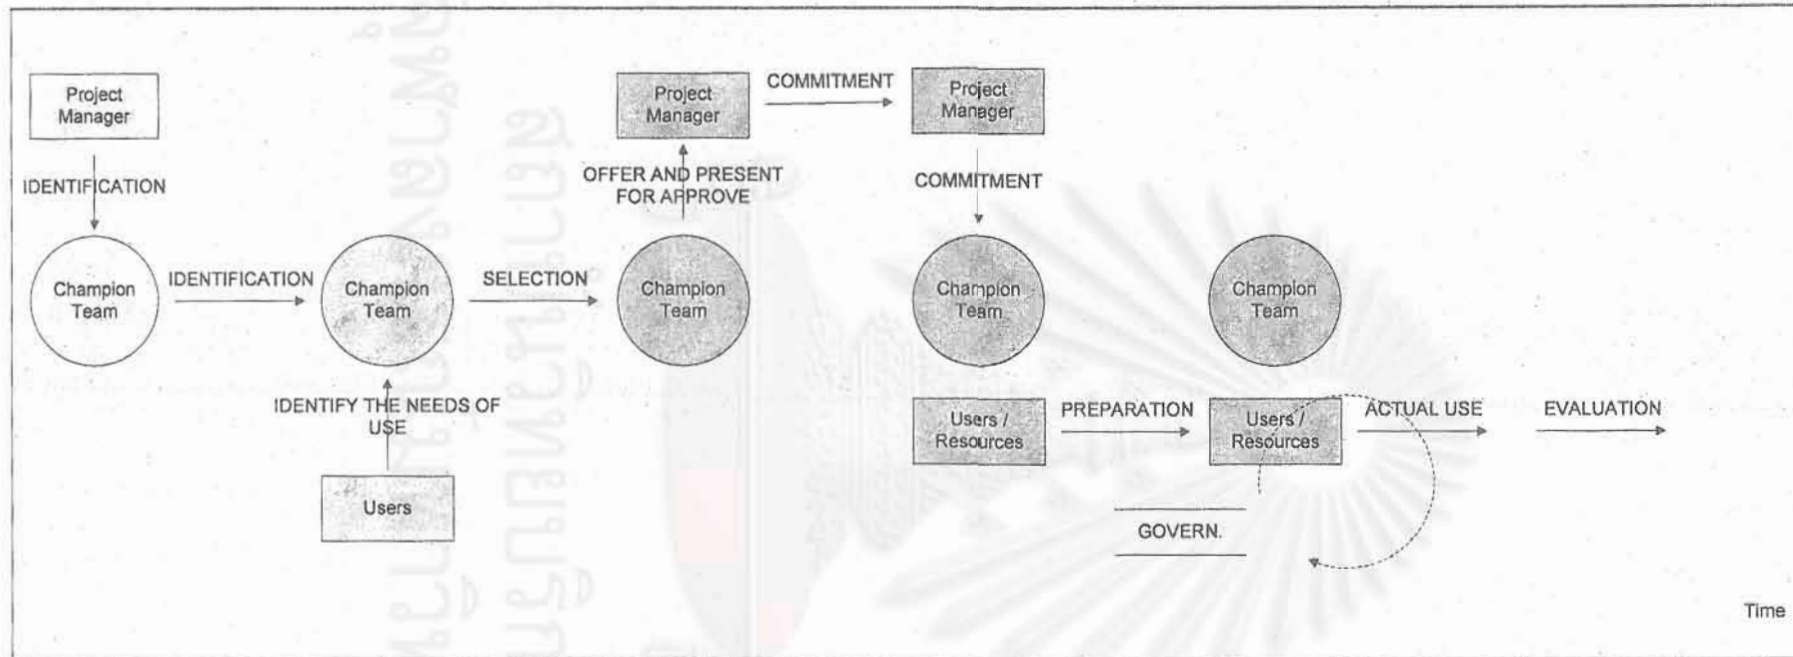 Project
Manager
IDENTIFICATION
Champion
Team
IDENTIFICATION
Champion
Team
IDENTIFY THE NEEDS OF
USE
Users
SELECTION
Project
Manager
OFFER AND PRESENT
FOR APPROVE
Champion
Team
COMMITMENT
Project
Manager
COMMITMENT
Champion
Team
Users /
Resources
PREPARATION
Champion
Team
Users /
Resources
GOVERN.
ACTUAL USE
EVALUATION
Time